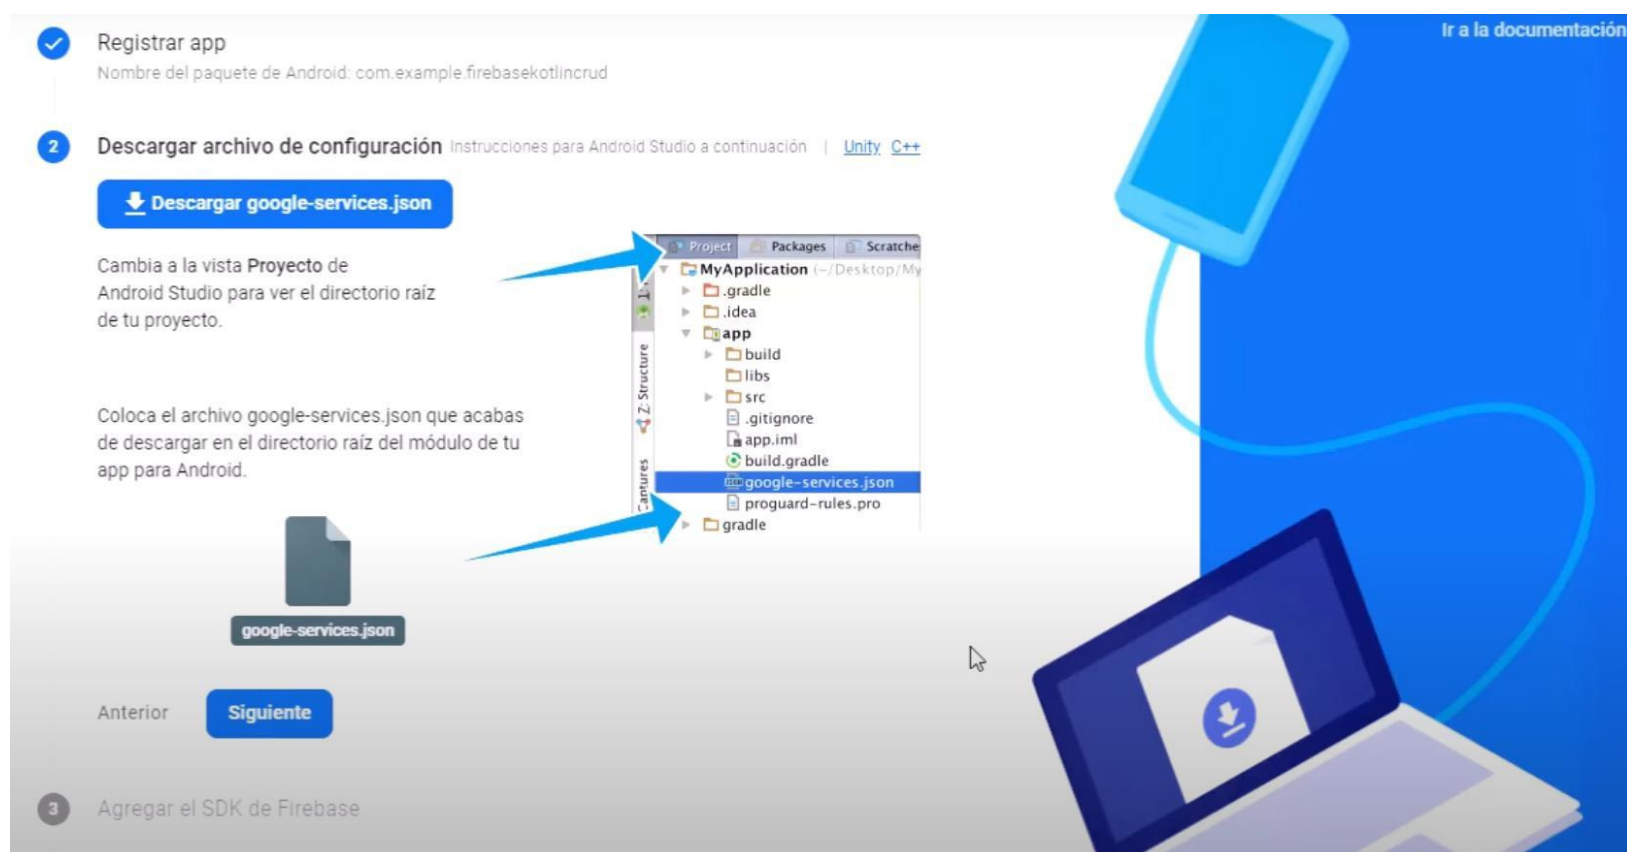 Ir a la documentación
Registrar app
Nombre del paquete de Android: com.example.firebasekotlincrud
2
Descargar archivo de configuración Instrucciones para Android Studio a continuación | Unity C++
Descargar google-services.json
Cambia a la vista Proyecto de
Android Studio para ver el directorio raíz
de tu proyecto.
Coloca el archivo google-services.json que acabas
de descargar en el directorio raíz del módulo de tu
app para Android.
Project Packages Scratche
MyApplication (~/Desktop/My
.gradle
.idea
app
build
libs
src
.gitignore
app.iml
build.gradle
google-services.json
proguard-rules.pro
gradle
Z: Structure
Captures
google-services.json
Anterior Siguiente
3
Agregar el SDK de Firebase